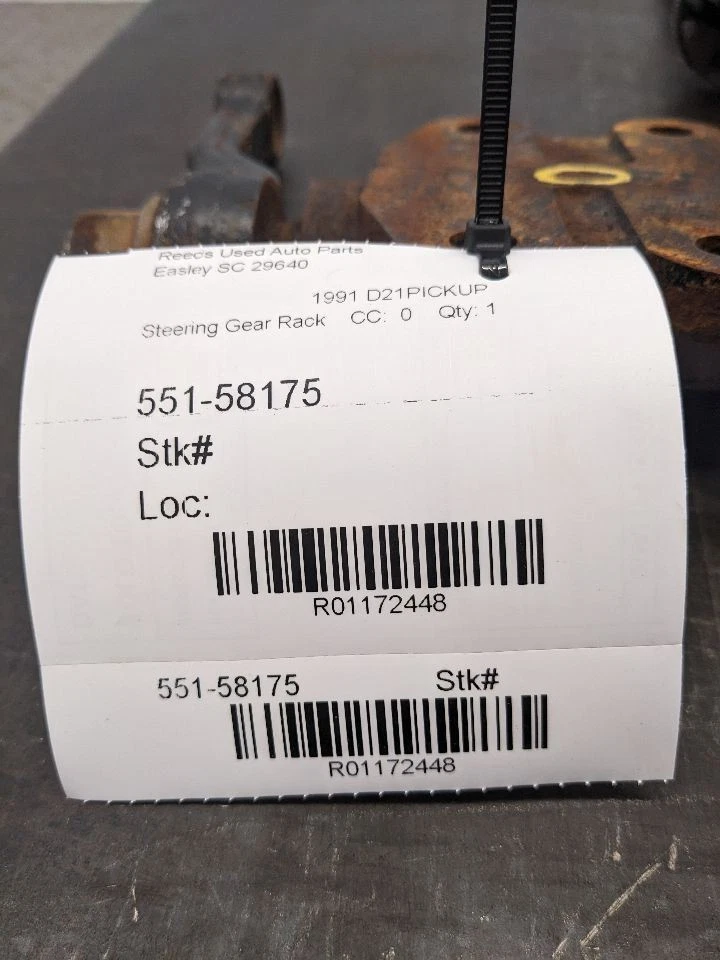 Reece's Used Auto Parts
Easley SC 29640
1991 D21PICKUP
Steering Gear Rack CC: 0 Qty: 1
551-58175
Stk#
Loc:
R01172448
551-58175 Stk#
R01172448